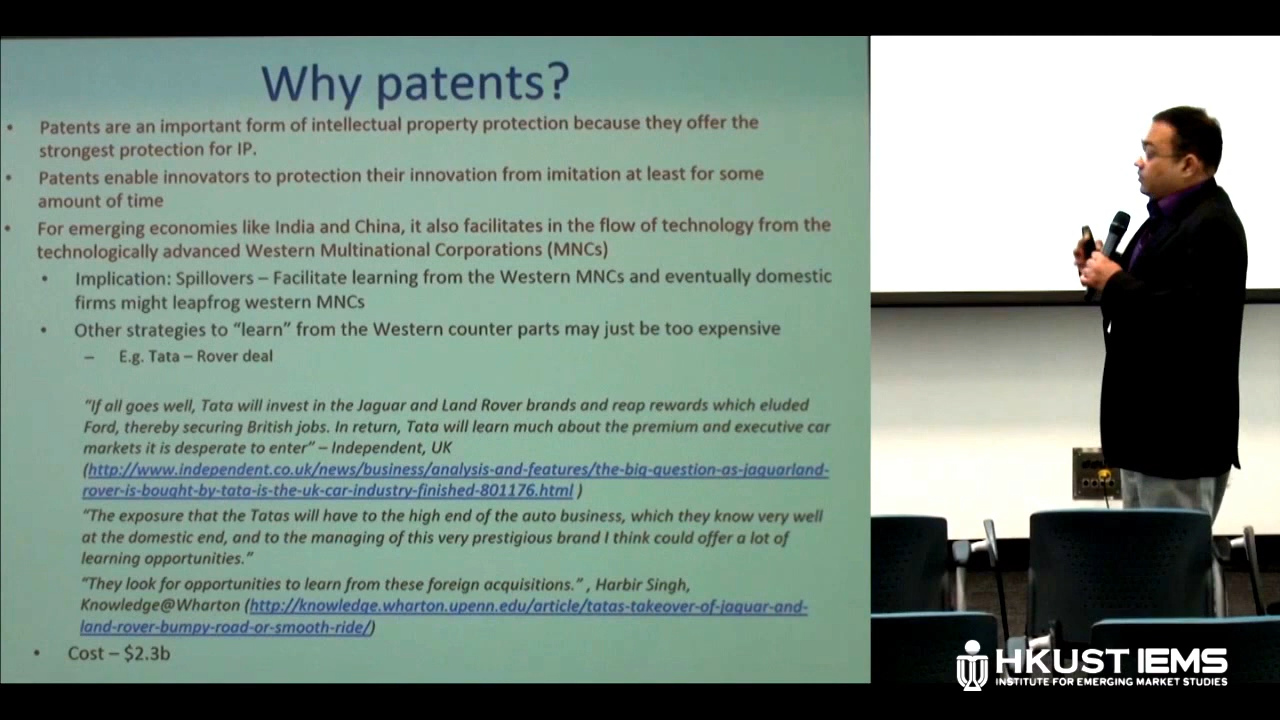 Why patents?
• Patents are an important form of intellectual property protection because they offer the
strongest protection for IP.
• Patents enable innovators to protection their innovation from imitation at least for some
amount of time
• For emerging economies like India and China, it also facilitates in the flow of technology from the
technologically advanced Western Multinational Corporations (MNCs)
• Implication: Spillovers – Facilitate learning from the Western MNCs and eventually domestic
firms might leapfrog western MNCs
• Other strategies to “learn” from the Western counter parts may just be too expensive
– E.g. Tata – Rover deal
“If all goes well, Tata will invest in the Jaguar and Land Rover brands and reap rewards which eluded
Ford, thereby securing British jobs. In return, Tata will learn much about the premium and executive car
markets it is desperate to enter” – Independent, UK
(http://www.independent.co.uk/news/business/analysis-and-features/the-big-question-as-jaguarland-
rover-is-bought-by-tata-is-the-uk-car-industry-finished-801176.html )
“The exposure that the Tatas will have to the high end of the auto business, which they know very well
at the domestic end, and to the managing of this very prestigious brand I think could offer a lot of
learning opportunities.”
“They look for opportunities to learn from these foreign acquisitions.” , Harbir Singh,
Knowledge@Wharton (http://knowledge.wharton.upenn.edu/article/tatas-takeover-of-jaguar-and-
land-rover-bumpy-road-or-smooth-ride/)
• Cost – $2.3b
HKUST IEMS
INSTITUTE FOR EMERGING MARKET STUDIES